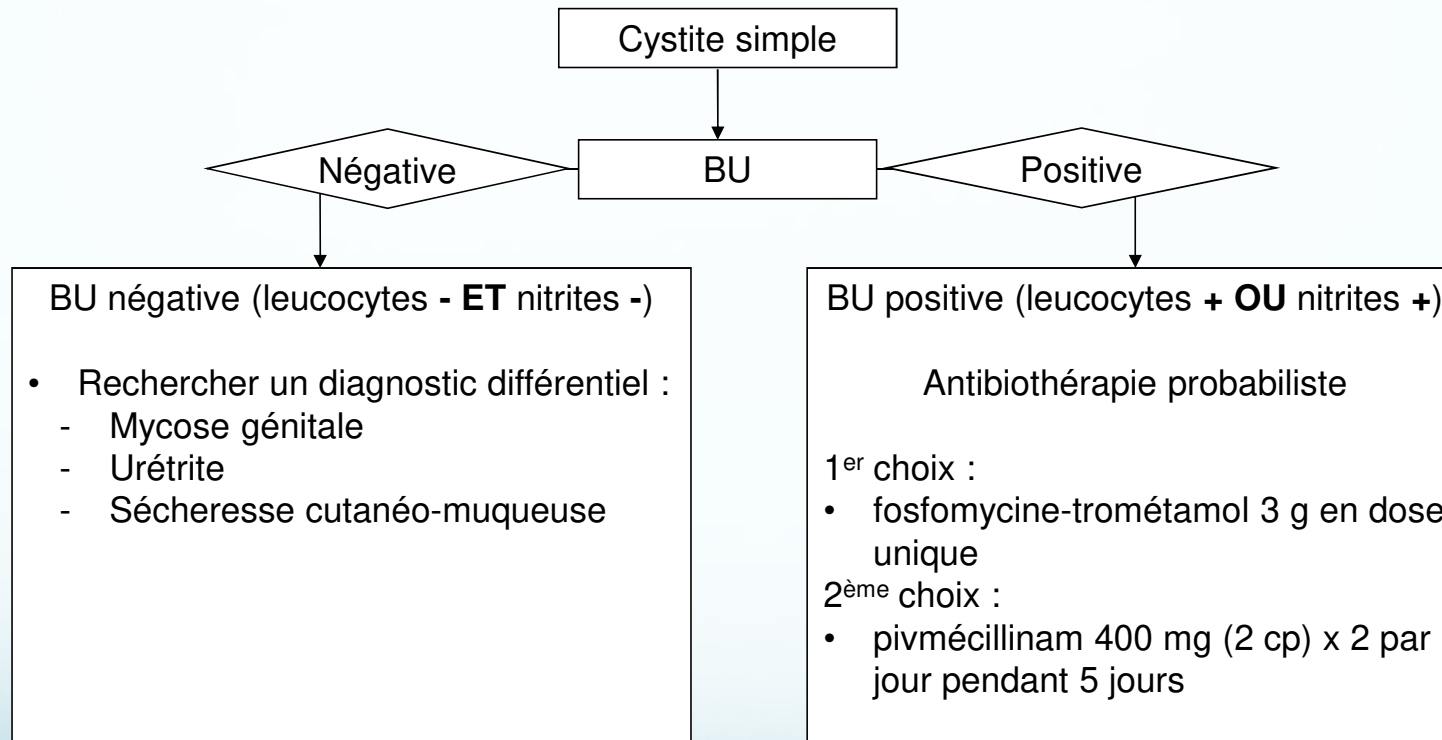 Cystite simple
Négative
BU
Positive
BU négative (leucocytes - ET nitrites -)
• Rechercher un diagnostic différentiel :
- Mycose génitale
- Urétrite
- Sécheresse cutanéo-muqueuse
BU positive (leucocytes + OU nitrites +)
Antibiothérapie probabiliste
1er choix :
• fosfomycine-trométamol 3 g en dose
unique
2ème choix :
• pivmécillinam 400 mg (2 cp) x 2 par
jour pendant 5 jours